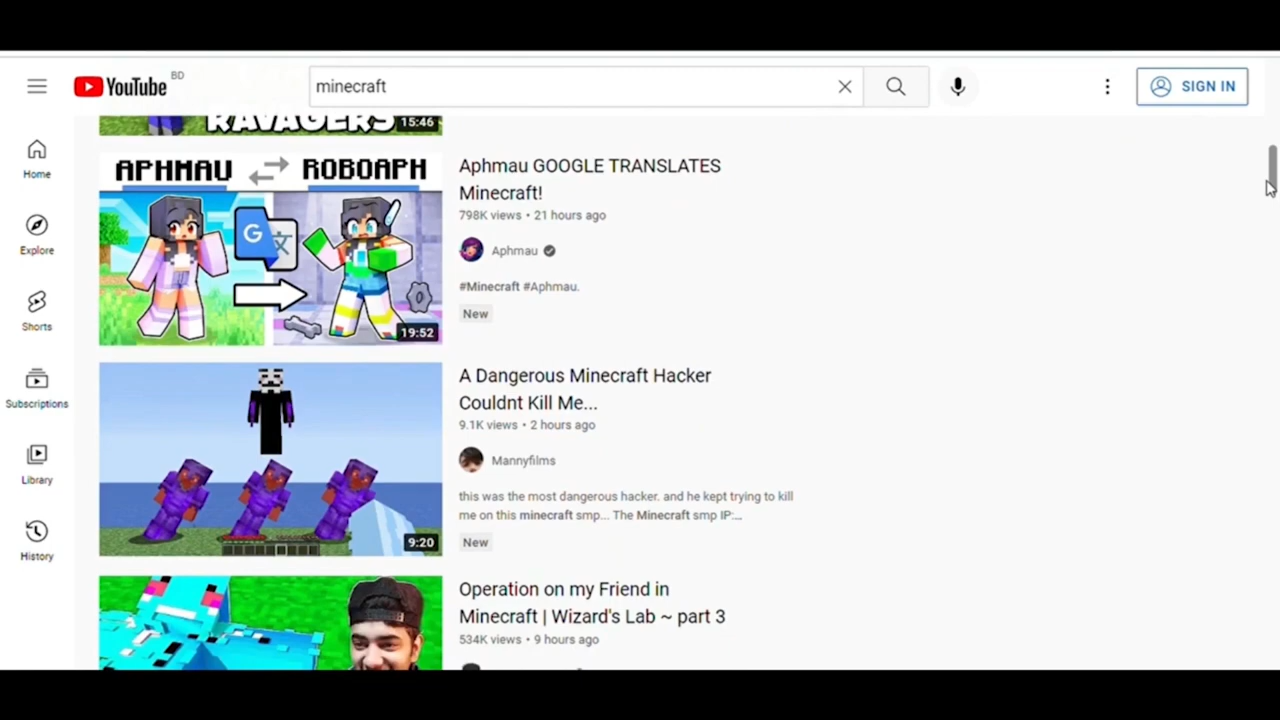 YouTube BD
minecraft
SIGN IN
Home
Explore
Shorts
Subscriptions
Library
History
RAVAGERS
15:46
APHMAU ROBOAPH
G
19:52
Aphmau GOOGLE TRANSLATES
Minecraft!
798K views • 21 hours ago
Aphmau
#Minecraft #Aphmau.
New
9:20
A Dangerous Minecraft Hacker
Couldnt Kill Me...
9.1K views • 2 hours ago
Mannyfilms
this was the most dangerous hacker. and he kept trying to kill
me on this minecraft smp... The Minecraft smp IP:...
New
Operation on my Friend in
Minecraft | Wizard's Lab ~ part 3
534K views • 9 hours ago